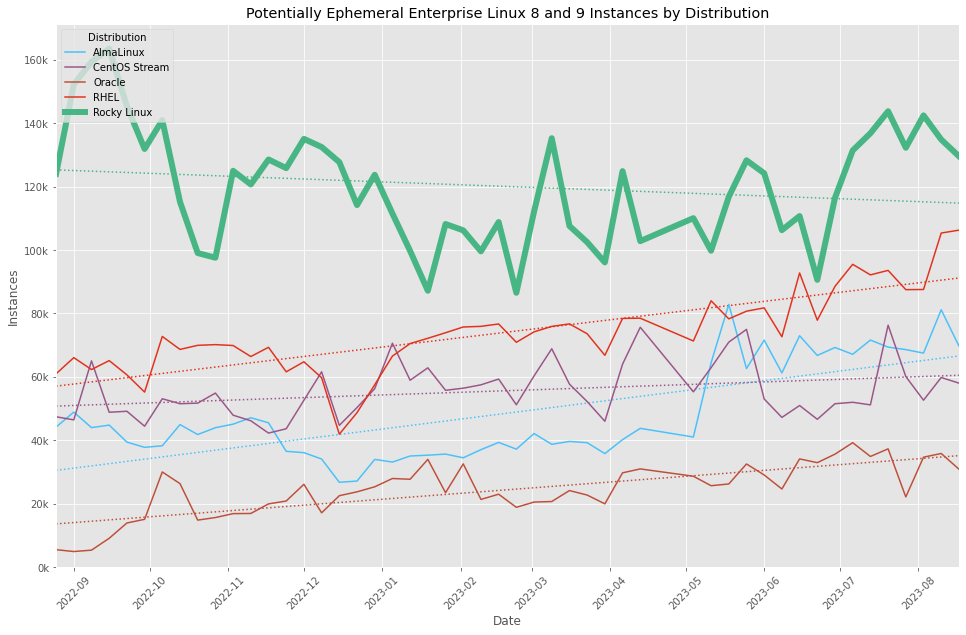 Potentially Ephemeral Enterprise Linux 8 and 9 Instances by Distribution
Distribution
AlmaLinux
CentOS Stream
Oracle
RHEL
Rocky Linux
160k
140k
120k
100k
80k
60k
40k
20k
0k
Instances
2022-09
2022-10
2022-11
2022-12
2023-01
2023-02
2023-03
2023-04
2023-05
2023-06
2023-07
2023-08
Date